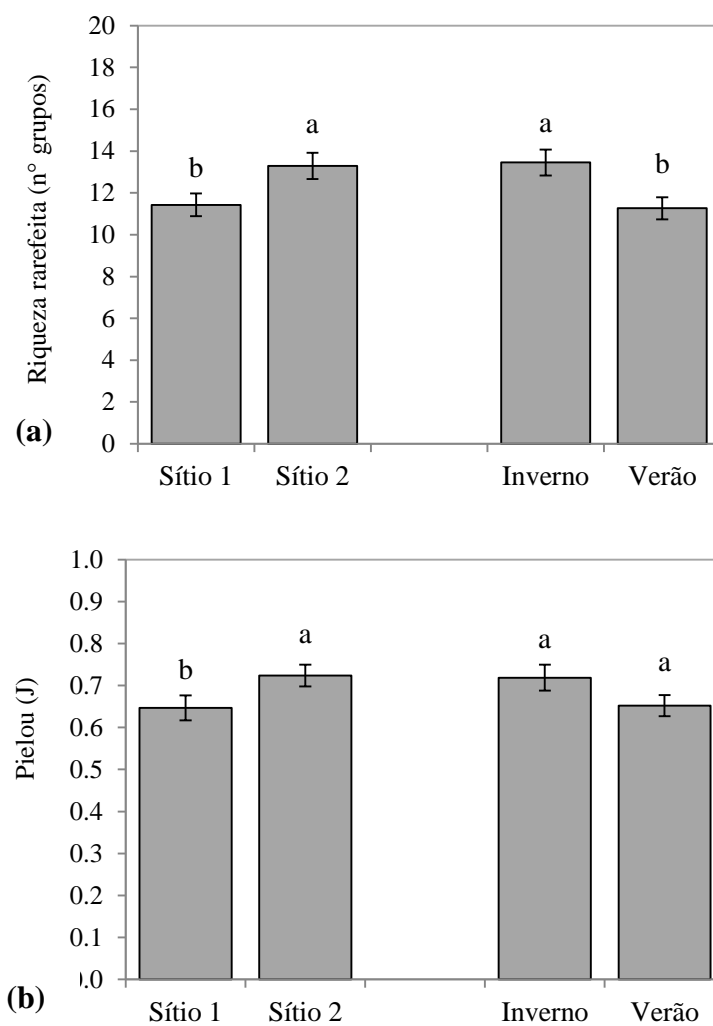 Riqueza rarefeita (n° grupos)
20
18
16
14
12
10
8
6
4
2
0
b
a
a
b
(a)
Sítio 1
Sítio 2
Inverno
Verão
Pielou (J)
1.0
0.9
0.8
0.7
0.6
0.5
0.4
0.3
0.2
0.1
0.0
b
a
a
a
(b)
Sítio 1
Sítio 2
Inverno
Verão